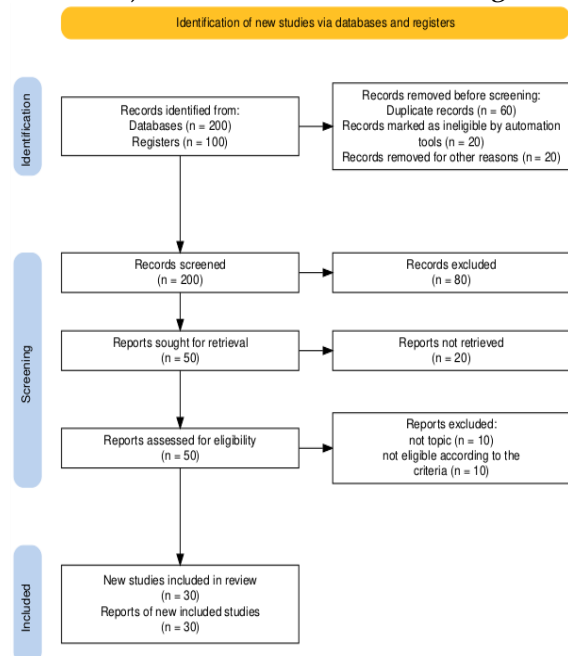 Identification of new studies via databases and registers
Identification
Records identified from:
Databases (n = 200)
Registers (n = 100)
Records removed before screening:
Duplicate records (n = 60)
Records marked as ineligible by automation
tools (n = 20)
Records removed for other reasons (n = 20)
Screening
Records screened
(n = 200)
Records excluded
(n = 80)
Reports sought for retrieval
(n = 50)
Reports not retrieved
(n = 20)
Reports assessed for eligibility
(n = 50)
Reports excluded:
not topic (n = 10)
not eligible according to the
criteria (n = 10)
Included
New studies included in review
(n = 30)
Reports of new included studies
(n = 30)